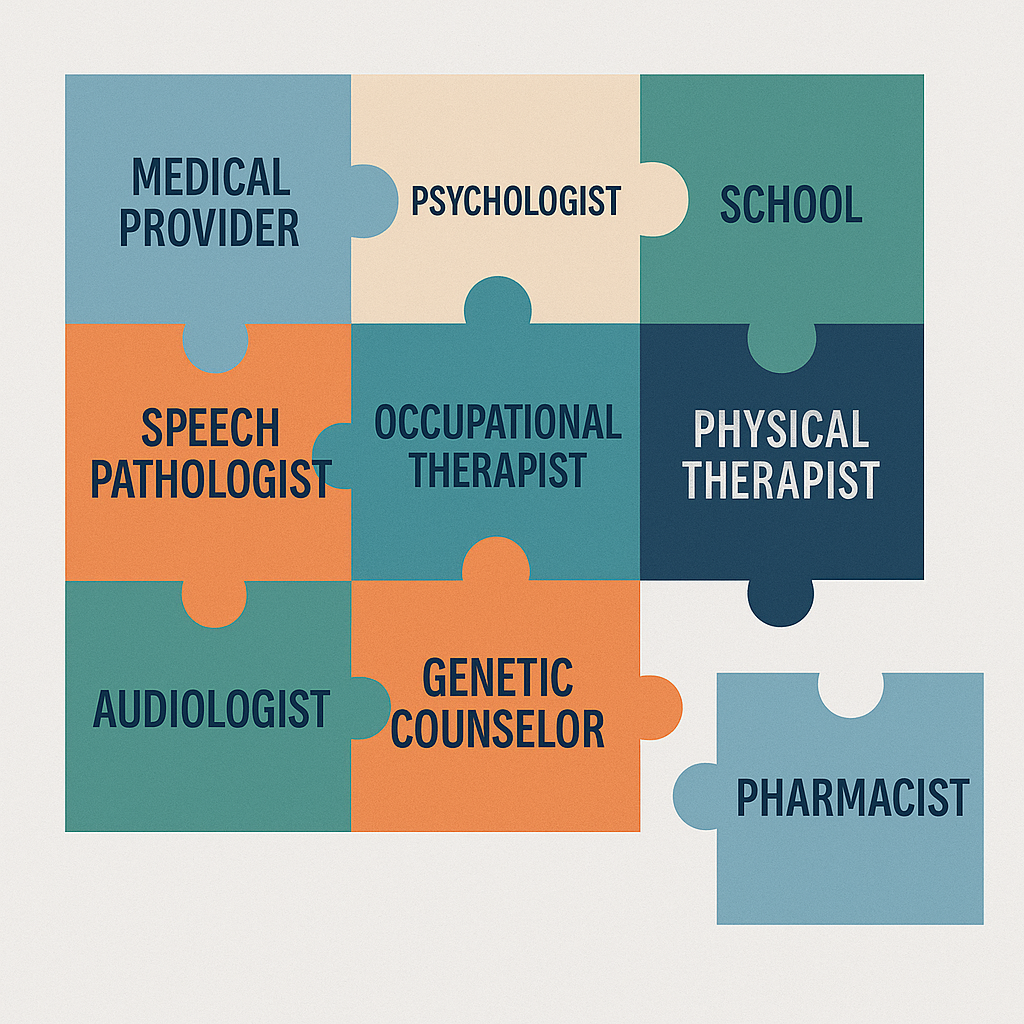 MEDICAL
PROVIDER
PSYCHOLOGIST
SCHOOL
SPEECH
PATHOLOGIST
OCCUPATIONAL
THERAPIST
PHYSICAL
THERAPIST
AUDIOLOGIST
GENETIC
COUNSELOR
PHARMACIST